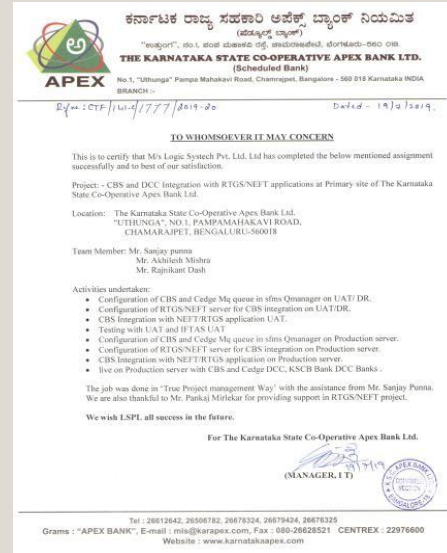 ಕರ್ನಾಟಕ ರಾಜ್ಯ ಸಹಕಾರಿ ಅಪೆಕ್ಸ್ ಬ್ಯಾಂಕ್ ನಿಯಮಿತ
(ಷೆಡ್ಯೂಲ್ಡ್ ಬ್ಯಾಂಕ್)
"ಉತ್ತುಂಗ", ನಂ.೧, ಪಂಪ ಮಹಾಕವಿ ರಸ್ತೆ, ಚಾಮರಾಜಪೇಟೆ, ಬೆಂಗಳೂರು-560 018.
THE KARNATAKA STATE CO-OPERATIVE APEX BANK LTD.
(Scheduled Bank)
APEX
No.1, "Uthunga" Pampa Mahakavi Road, Chamrajpet, Bangalore - 560 018 Karnataka INDIA
BRANCH :-
1777/2019-20
Dated - 19/2/2019.
TO WHOMSOEVER IT MAY CONCERN
This is to certify that M/s Logic Systech Pvt. Ltd. Ltd has completed the below mentioned assignment
successfully and to best of our satisfaction.
Project: - CBS and DCC Integration with RTGS/NEFT applications at Primary site of The Karnataka
State Co-Operative Apex Bank Ltd.
Location: The Karnataka State Co-Operative Apex Bank Ltd.
"UTHUNGA", NO.1, PAMPAMAHAKAVI ROAD,
CHAMARAJPET, BENGALURU-560018
Team Member: Mr. Sanjay punna
Mr. Akhilesh Mishra
Mr. Rajnikant Dash
Activities undertaken:
• Configuration of CBS and Cedge Mq queue in sfms Qmanager on UAT/ DR.
• Configuration of RTGS/NEFT server for CBS integration on UAT/DR.
• CBS Integration with NEFT/RTGS application UAT.
• Testing with UAT and IFTAS UAT
• Configuration of CBS and Cedge Mq queue in sfms Qmanager on Production server.
• Configuration of RTGS/NEFT server for CBS integration on Production server.
• CBS Integration with NEFT/RTGS application on Production server.
• live on Production server with CBS and Cedge DCC, KSCB Bank DCC Banks .
The job was done in 'True Project management Way' with the assistance from Mr. Sanjay Punna.
We are also thankful to Mr. Pankaj Mirlekar for providing support in RTGS/NEFT project.
We wish LSPL all success in the future.
For The Karnataka State Co-Operative Apex Bank Ltd.
(MANAGER, I T)
Tel : 26612642, 26506782, 26676324, 26679424, 26676325
Grams : "APEX BANK", E-mail : mis@karapex.com, Fax : 080-26628521 CENTREX : 22976600
Website : www.karnatakaapex.com